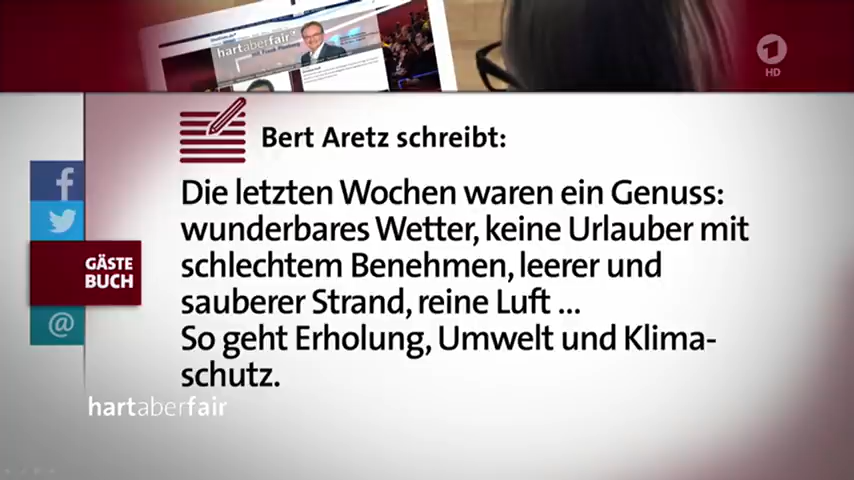 hartaberfair
HD
Bert Aretz schreibt:
Die letzten Wochen waren ein Genuss:
wunderbares Wetter, keine Urlauber mit
schlechtem Benehmen, leerer und
sauberer Strand, reine Luft ...
So geht Erholung, Umwelt und Klima-
schutz.
GÄSTE
BUCH
@
hartaberfair